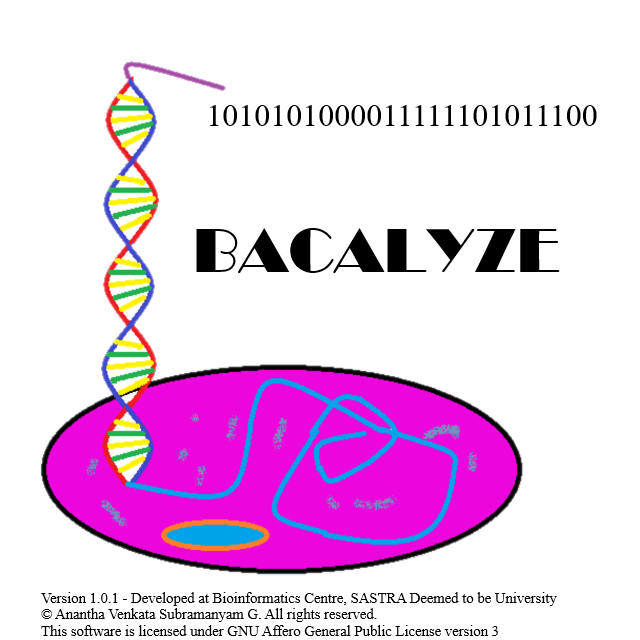 1010101000011111101011100
BACALYZE
Version 1.0.1 - Developed at Bioinformatics Centre, SASTRA Deemed to be University
© Anantha Venkata Subramanyam G. All rights reserved.
This software is licensed under GNU Affero General Public License version 3